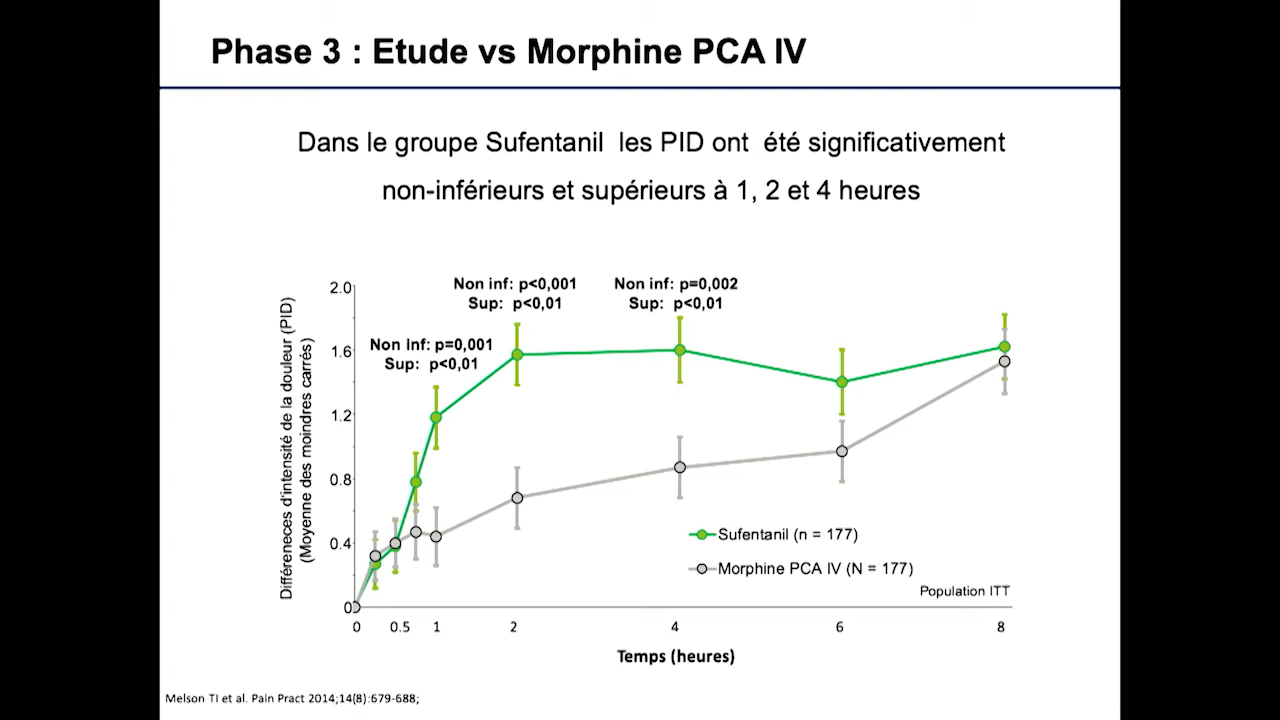 Phase 3 : Etude vs Morphine PCA IV
Dans le groupe Sufentanil les PID ont été significativement
non-inférieurs et supérieurs à 1, 2 et 4 heures
Non inf: p<0,001
Sup: p<0,01
Non inf: p=0,002
Sup: p<0,01
Non Inf: p=0,001
Sup: p<0,01
Différeneces d'intensité de la douleur (PID)
(Moyenne des moindres carrés)
2.0
1.6
1.2
0.8
0.4
0
Sufentanil (n = 177)
Morphine PCA IV (N = 177)
Population ITT
0 0.5 1 2 4 6 8
Temps (heures)
Melson TI et al. Pain Pract 2014;14(8):679-688;